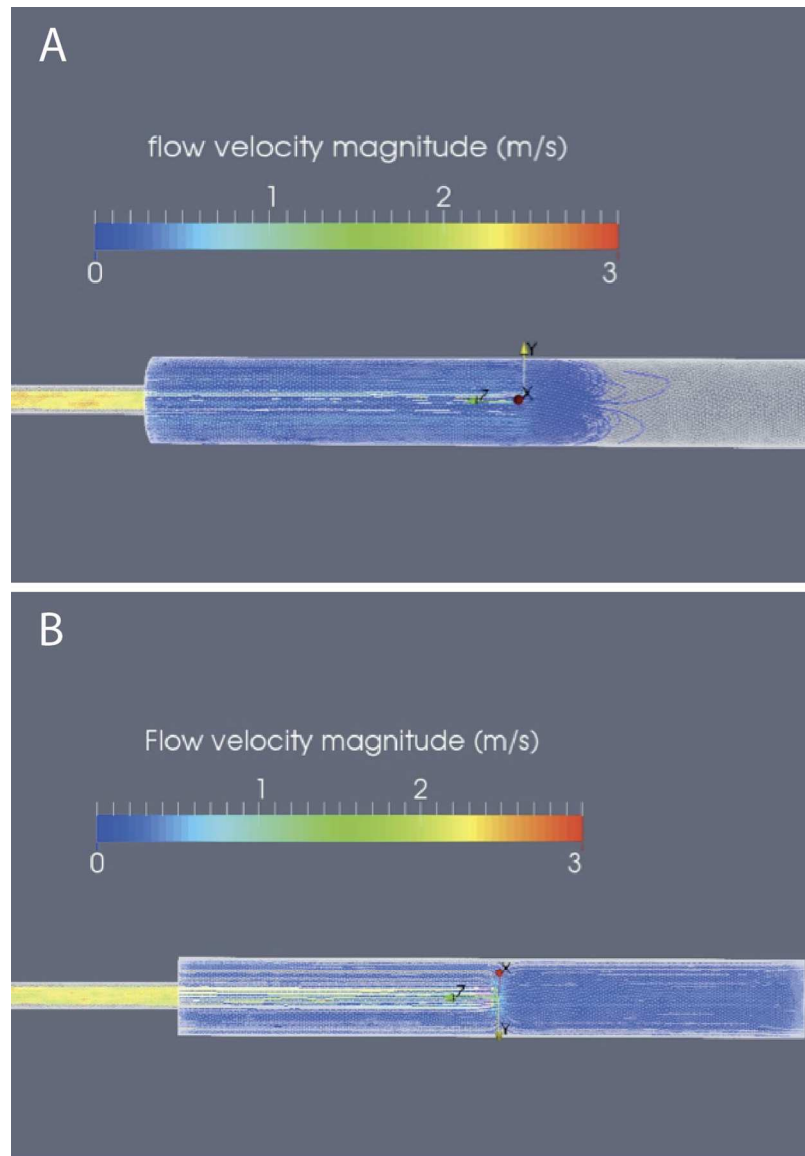 A
flow velocity magnitude (m/s)
1 2
0 3
Y
Z X
B
Flow velocity magnitude (m/s)
1 2
0 3
X
Z
Y